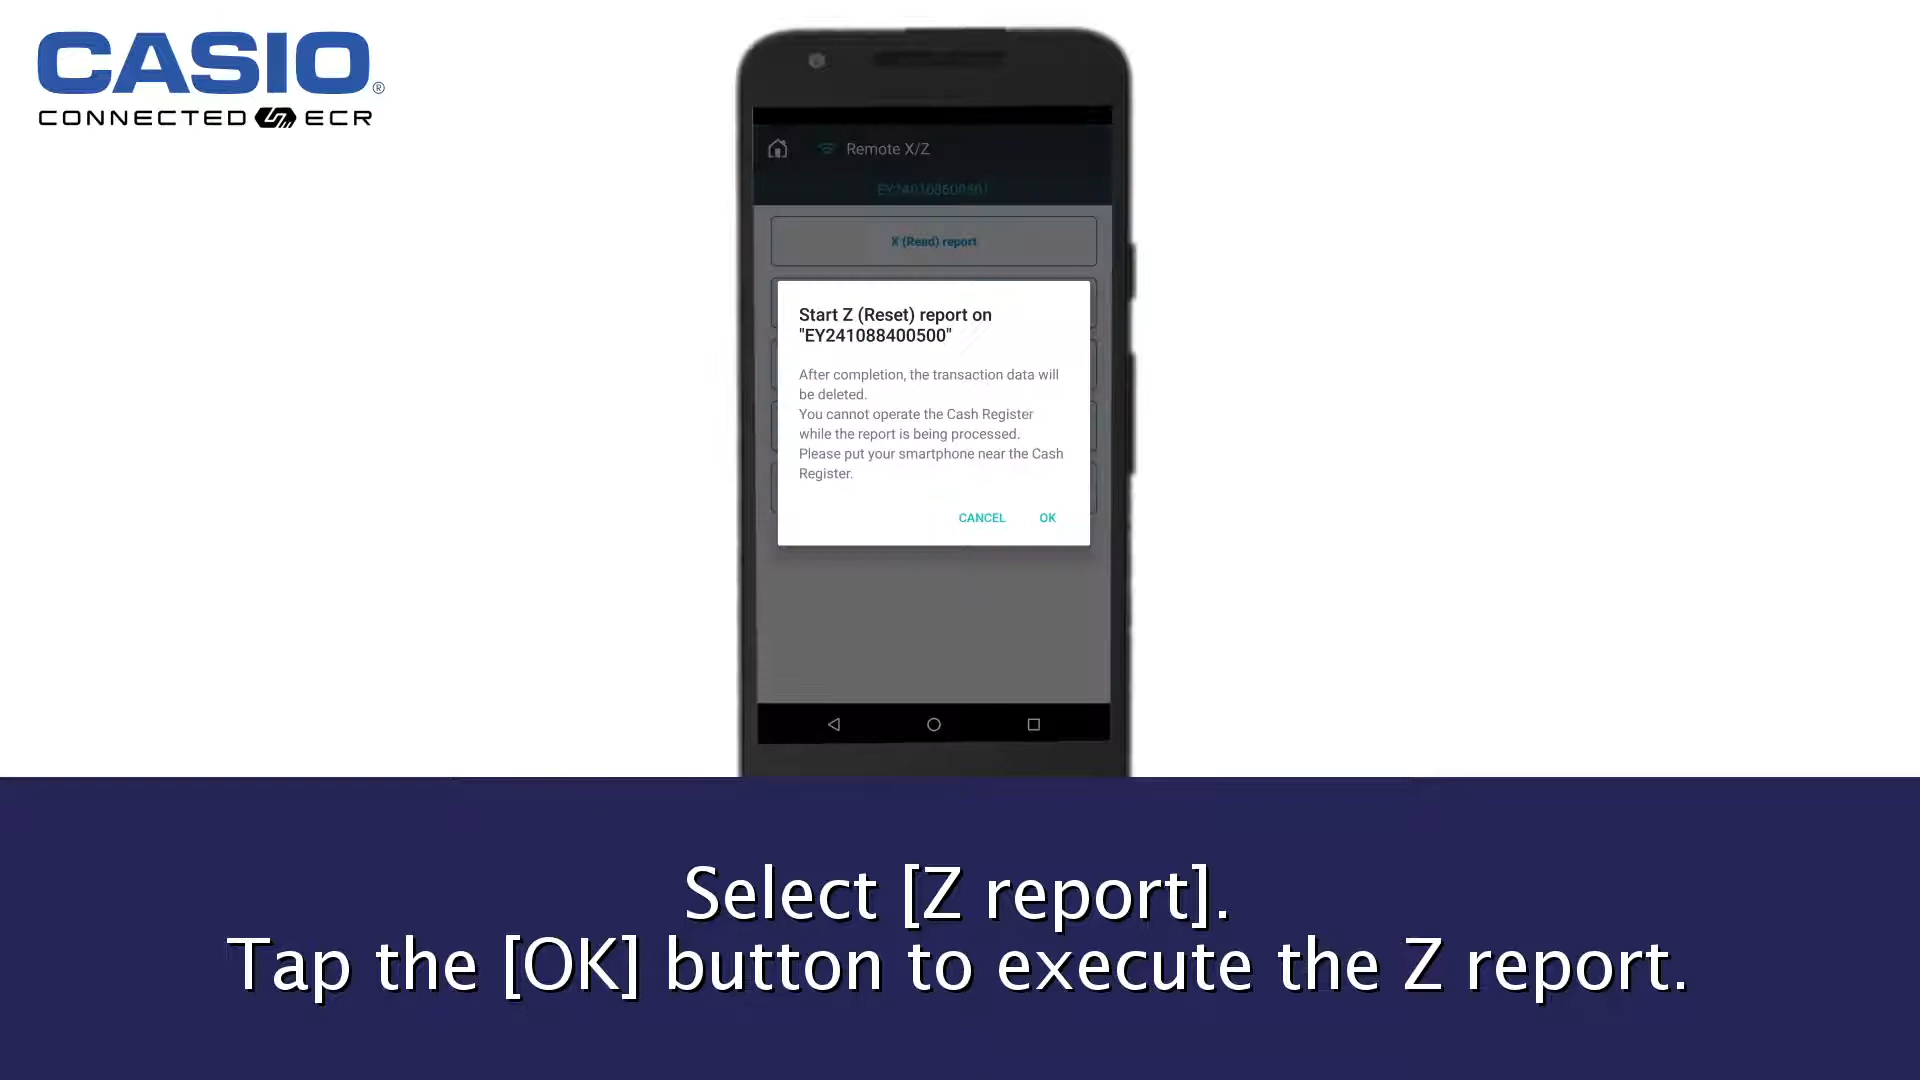 CASIO®
CONNECTED ECR
Remote X/Z
X (Read) report
Start Z (Reset) report on
"EY241088400500"
After completion, the transaction data will
be deleted.
You cannot operate the Cash Register
while the report is being processed.
Please put your smartphone near the Cash
Register.
CANCEL OK
Select [Z report].
Tap the [OK] button to execute the Z report.